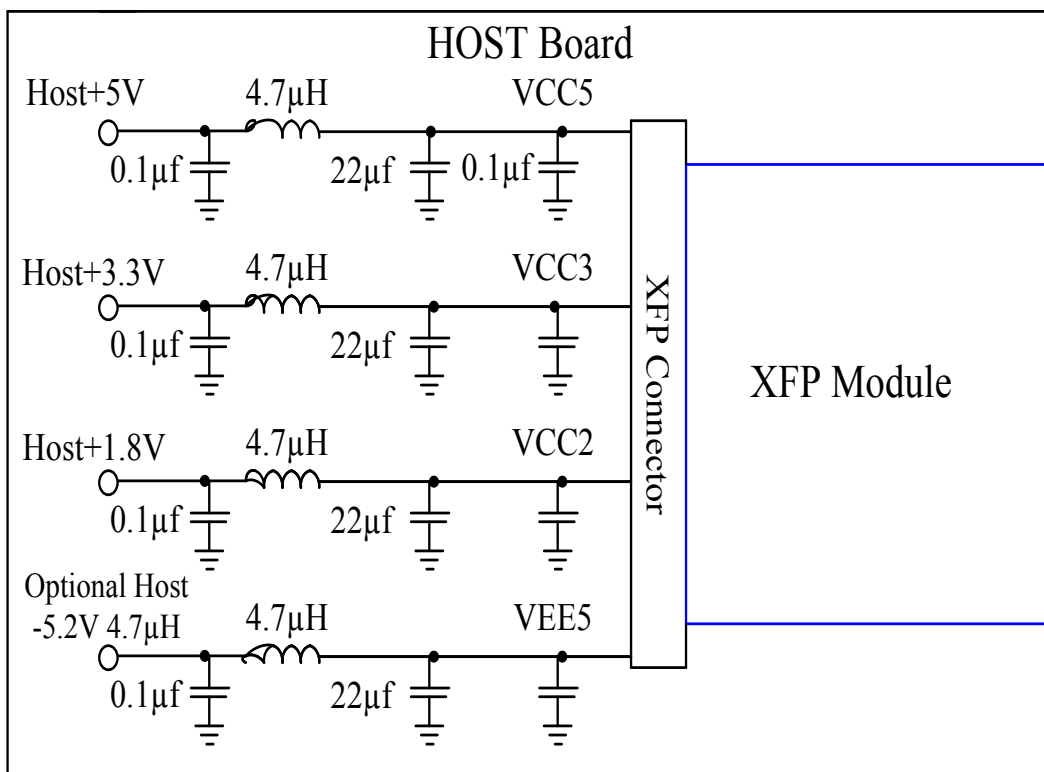 HOST Board
Host+5V
4.7µH
VCC5
0.1µf
22µf
0.1µf
Host+3.3V
4.7µH
VCC3
0.1µf
22µf
Host+1.8V
4.7µH
VCC2
0.1µf
22µf
Optional Host
-5.2V 4.7µH
4.7µH
VEE5
0.1µf
22µf
XFP Connector
XFP Module